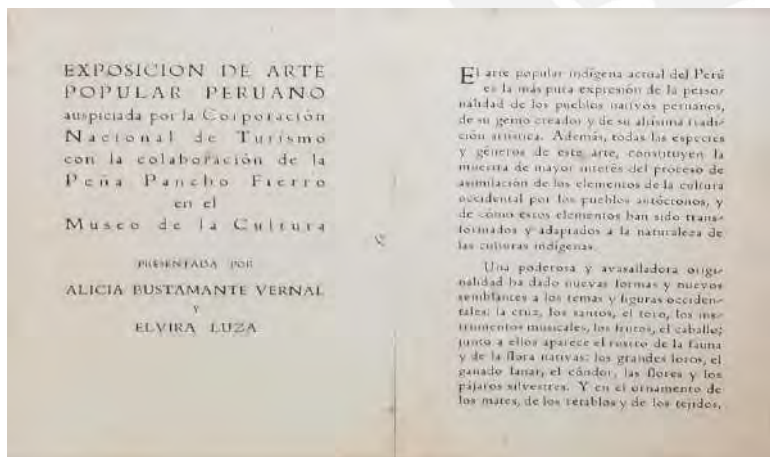 EXPOSICION DE ARTE
POPULAR PERUANO
auspiciada por la Corporación
Nacional de Turismo
con la colaboración de la
Peña Pancho Fierro
en el
Museo de la Cultura
PRESENTADA POR
ALICIA BUSTAMANTE VERNAL
Y
ELVIRA LUZA
El arte popular indígena actual del Perú
es la más pura expresión de la perso-
nalidad de los pueblos nativos peruanos,
de su genio creador y de su altísima tradi-
ción artística. Además, todas las especies
y géneros de este arte, constituyen la
muestra de mayor interés del proceso de
asimilación de los elementos de la cultura
occidental por los pueblos autóctonos, y
de cómo estos elementos han sido trans-
formados y adaptados a la naturaleza de
las culturas indígenas.
Una poderosa y avasalladora origi-
nalidad ha dado nuevas formas y nuevos
semblantes a los temas y figuras occiden-
tales: la cruz, los santos, el toro, los ins-
trumentos musicales, los frutos, el caballo;
junto a ellos aparece el rostro de la fauna
y de la flora nativas: los grandes loros, el
ganado lanar, el cóndor, las flores y los
pájaros silvestres. Y en el ornamento de
los mates, de los retablos y de los tejidos,